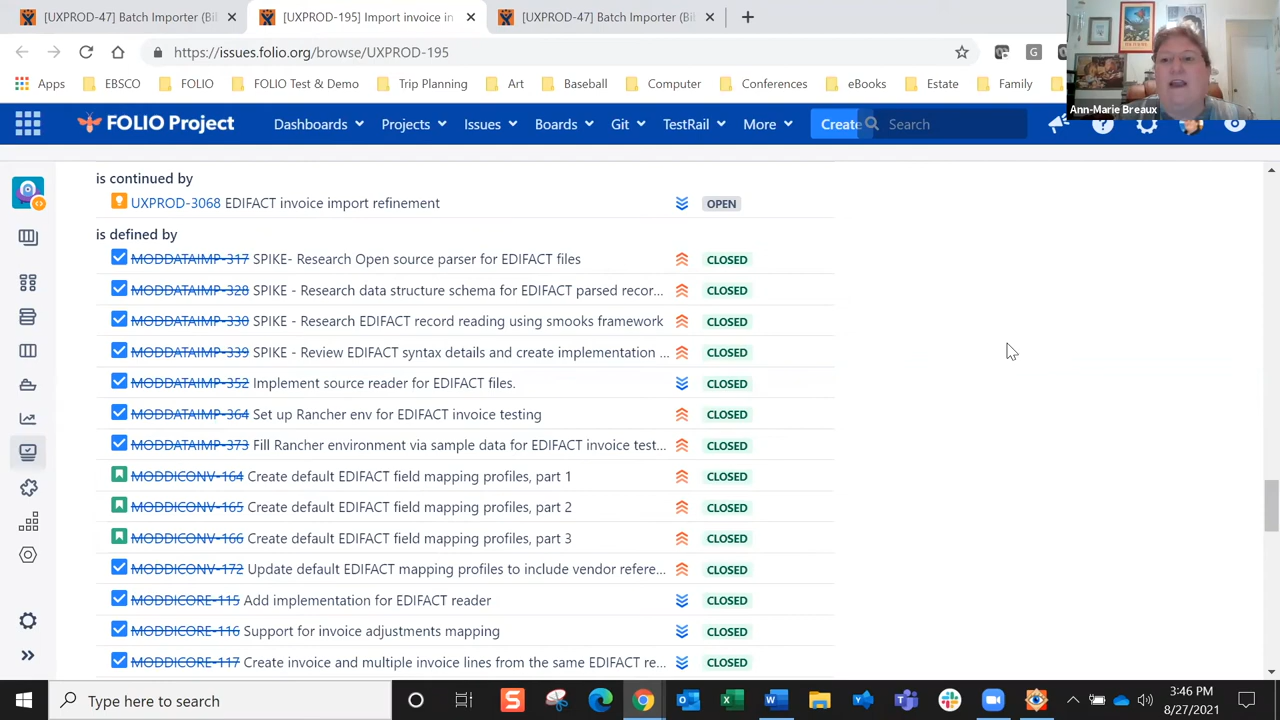 [UXPROD-47] Batch Importer (Bi
[UXPROD-195] Import invoice in
[UXPROD-47] Batch Importer (Bi
https://issues.folio.org/browse/UXPROD-195
Apps EBSCO FOLIO FOLIO Test & Demo Trip Planning Art Baseball Computer Conferences eBooks Estate Family
Ann-Marie Breaux
FOLIO Project Dashboards Projects Issues Boards Git TestRail More Create Search
is continued by
UXPROD-3068 EDIFACT invoice import refinement OPEN
is defined by
MODDATAIMP-317 SPIKE- Research Open source parser for EDIFACT files CLOSED
MODDATAIMP-328 SPIKE - Research data structure schema for EDIFACT parsed recor... CLOSED
MODDATAIMP-330 SPIKE - Research EDIFACT record reading using smooks framework CLOSED
MODDATAIMP-339 SPIKE - Review EDIFACT syntax details and create implementation ... CLOSED
MODDATAIMP-352 Implement source reader for EDIFACT files. CLOSED
MODDATAIMP-364 Set up Rancher env for EDIFACT invoice testing CLOSED
MODDATAIMP-373 Fill Rancher environment via sample data for EDIFACT invoice test... CLOSED
MODDICONV-164 Create default EDIFACT field mapping profiles, part 1 CLOSED
MODDICONV-165 Create default EDIFACT field mapping profiles, part 2 CLOSED
MODDICONV-166 Create default EDIFACT field mapping profiles, part 3 CLOSED
MODDICONV-172 Update default EDIFACT mapping profiles to include vendor refere... CLOSED
MODDICORE-115 Add implementation for EDIFACT reader CLOSED
MODDICORE-116 Support for invoice adjustments mapping CLOSED
MODDICORE-117 Create invoice and multiple invoice lines from the same EDIFACT re... CLOSED
Type here to search
3:46 PM
8/27/2021